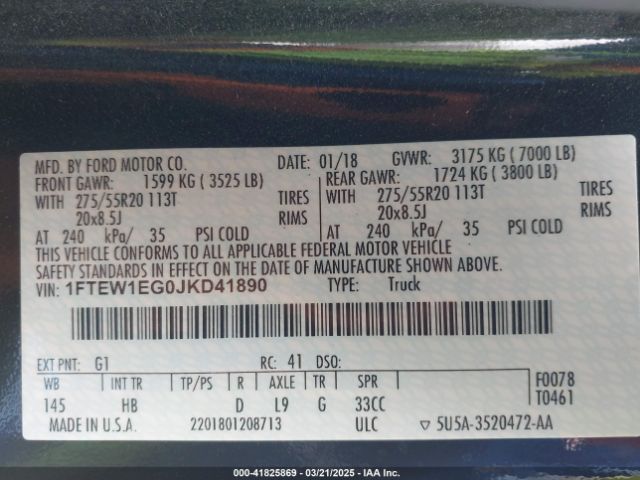 MFD. BY FORD MOTOR CO. DATE: 01/18 GVWR: 3175 KG ( 7000 LB)
FRONT GAWR: 1599 KG ( 3525 LB) REAR GAWR: 1724 KG ( 3800 LB)
WITH 275/55R20 113T TIRES WITH 275/55R20 113T TIRES
20x8.5J RIMS 20x8.5J RIMS
AT 240 kPa/ 35 PSI COLD AT 240 kPa/ 35 PSI COLD
THIS VEHICLE CONFORMS TO ALL APPLICABLE FEDERAL MOTOR VEHICLE
SAFETY STANDARDS IN EFFECT ON THE DATE OF MANUFACTURE SHOWN ABOVE.
VIN: 1FTEW1EG0JKD41890 TYPE: Truck
EXT PNT: G1 RC: 41 DSO:
WB INT TR TP/PS R AXLE TR SPR F0078
145 HB D L9 G 33CC T0461
MADE IN U.S.A. 2201801208713 ULC ▽ 5U5A-3520472-AA
000-41825869 — 03/21/2025 — IAA Inc.